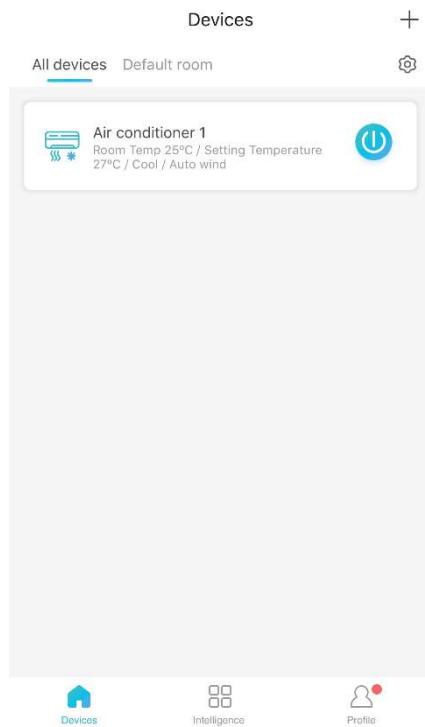 Devices
All devices Default room
Air conditioner 1
Room Temp 25°C / Setting Temperature
27°C / Cool / Auto wind
Devices Intelligence Profile